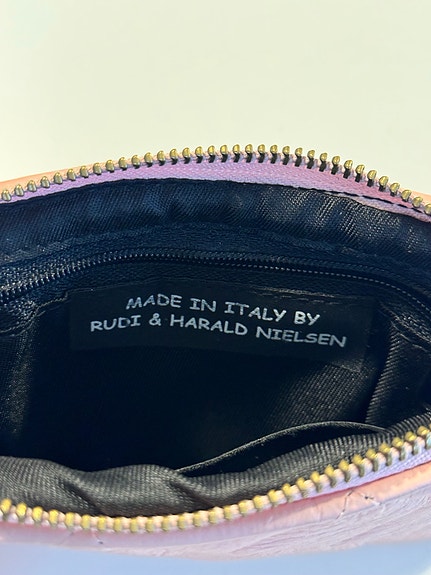 MADE IN ITALY BY
RUDI & HARALD NIELSEN